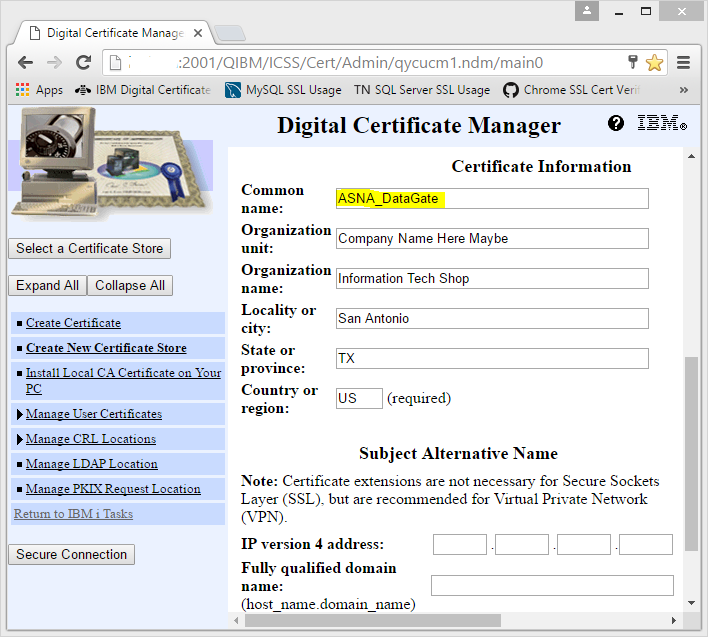 Digital Certificate Manage
:2001/QIBM/ICSS/Cert/Admin/qycucm1.ndm/main0
Apps
IBM Digital Certificate
MySQL SSL Usage
TN SQL Server SSL Usage
Chrome SSL Cert Veri
»
Digital Certificate Manager
IBM®
Select a Certificate Store
Expand All
Collapse All
Create Certificate
Create New Certificate Store
Install Local CA Certificate on Your
PC
Manage User Certificates
Manage CRL Locations
Manage LDAP Location
Manage PKIX Request Location
Return to IBM i Tasks
Secure Connection
Certificate Information
Common
name:
ASNA_DataGate
Organization
unit:
Company Name Here Maybe
Organization
name:
Information Tech Shop
Locality or
city:
San Antonio
State or
province:
TX
Country or
region:
US (required)
Subject Alternative Name
Note: Certificate extensions are not necessary for Secure Sockets
Layer (SSL), but are recommended for Virtual Private Network
(VPN).
IP version 4 address: . . .
Fully qualified domain
name:
(host_name.domain_name)